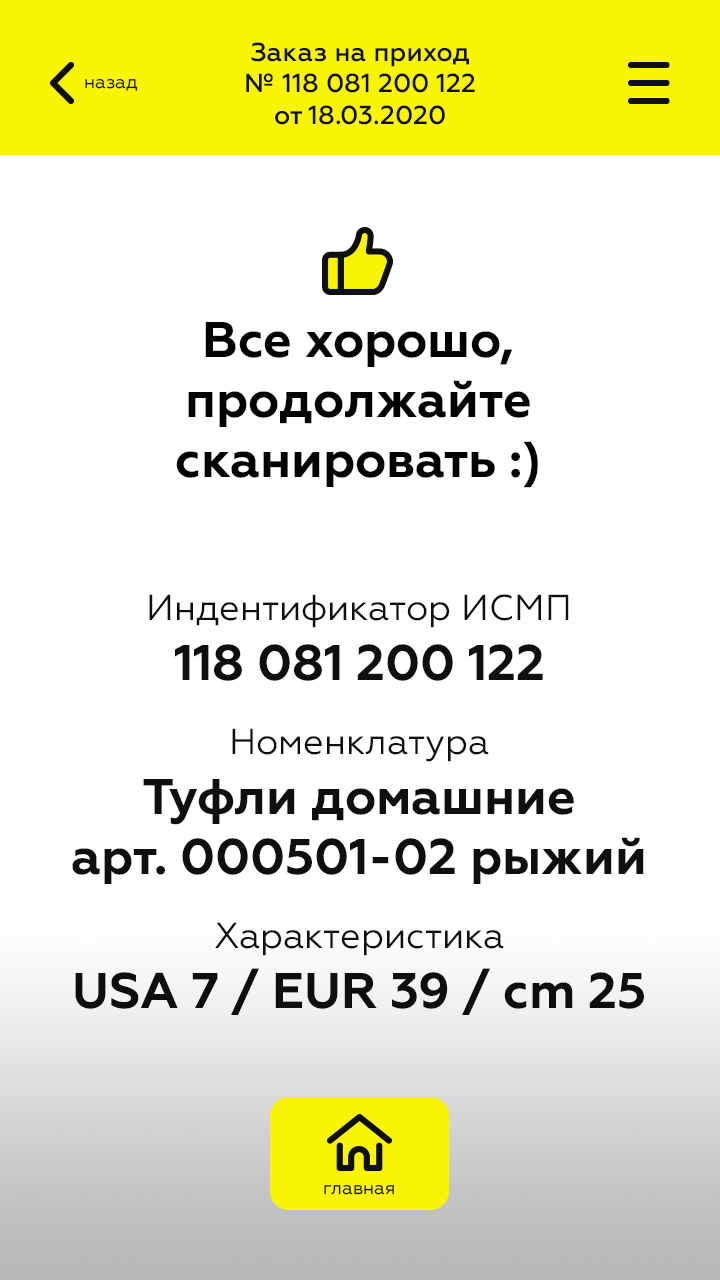 назад
Заказ на приход
№ 118 081 200 122
от 18.03.2020
Все хорошо,
продолжайте
сканировать :)
Индентификатор ИСМП
118 081 200 122
Номенклатура
Туфли домашние
арт. 000501-02 рыжий
Характеристика
USA 7 / EUR 39 / cm 25
главная